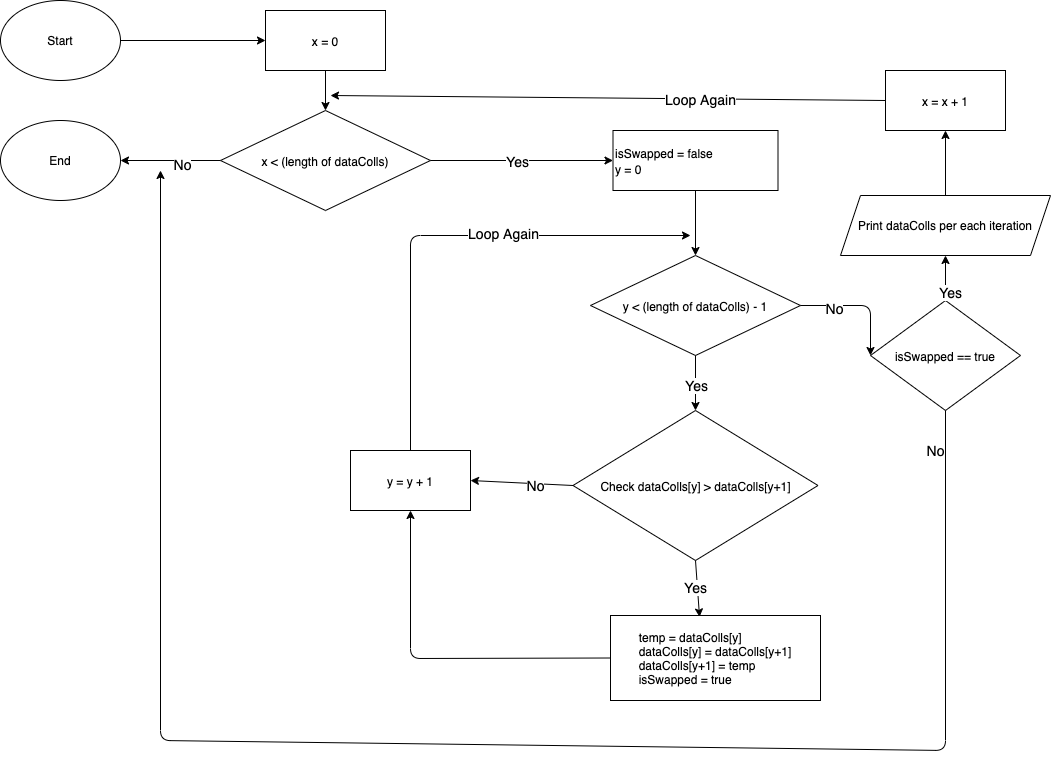 Start
x = 0
Loop Again
x = x + 1
End
No
x < (length of dataColls)
Yes
isSwapped = false
y = 0
Print dataColls per each iteration
Loop Again
Yes
y < (length of dataColls) - 1
No
isSwapped == true
Yes
No
y = y + 1
No
Check dataColls[y] > dataColls[y+1]
Yes
temp = dataColls[y]
dataColls[y] = dataColls[y+1]
dataColls[y+1] = temp
isSwapped = true